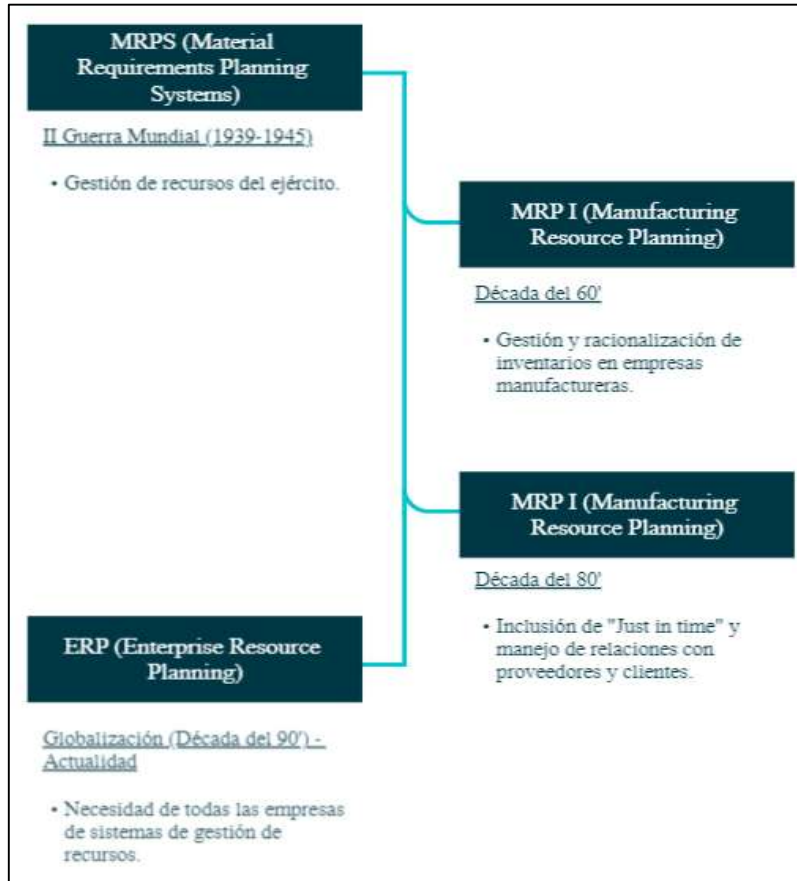 MRPS (Material
Requirements Planning
Systems)
II Guerra Mundial (1939-1945)
• Gestión de recursos del ejército.
MRP I (Manufacturing
Resource Planning)
Década del 60'
• Gestión y racionalización de
inventarios en empresas
manufactureras.
MRP I (Manufacturing
Resource Planning)
Década del 80'
• Inclusión de "Just in time" y
manejo de relaciones con
proveedores y clientes.
ERP (Enterprise Resource
Planning)
Globalización (Década del 90') -
Actualidad
• Necesidad de todas las empresas
de sistemas de gestión de
recursos.